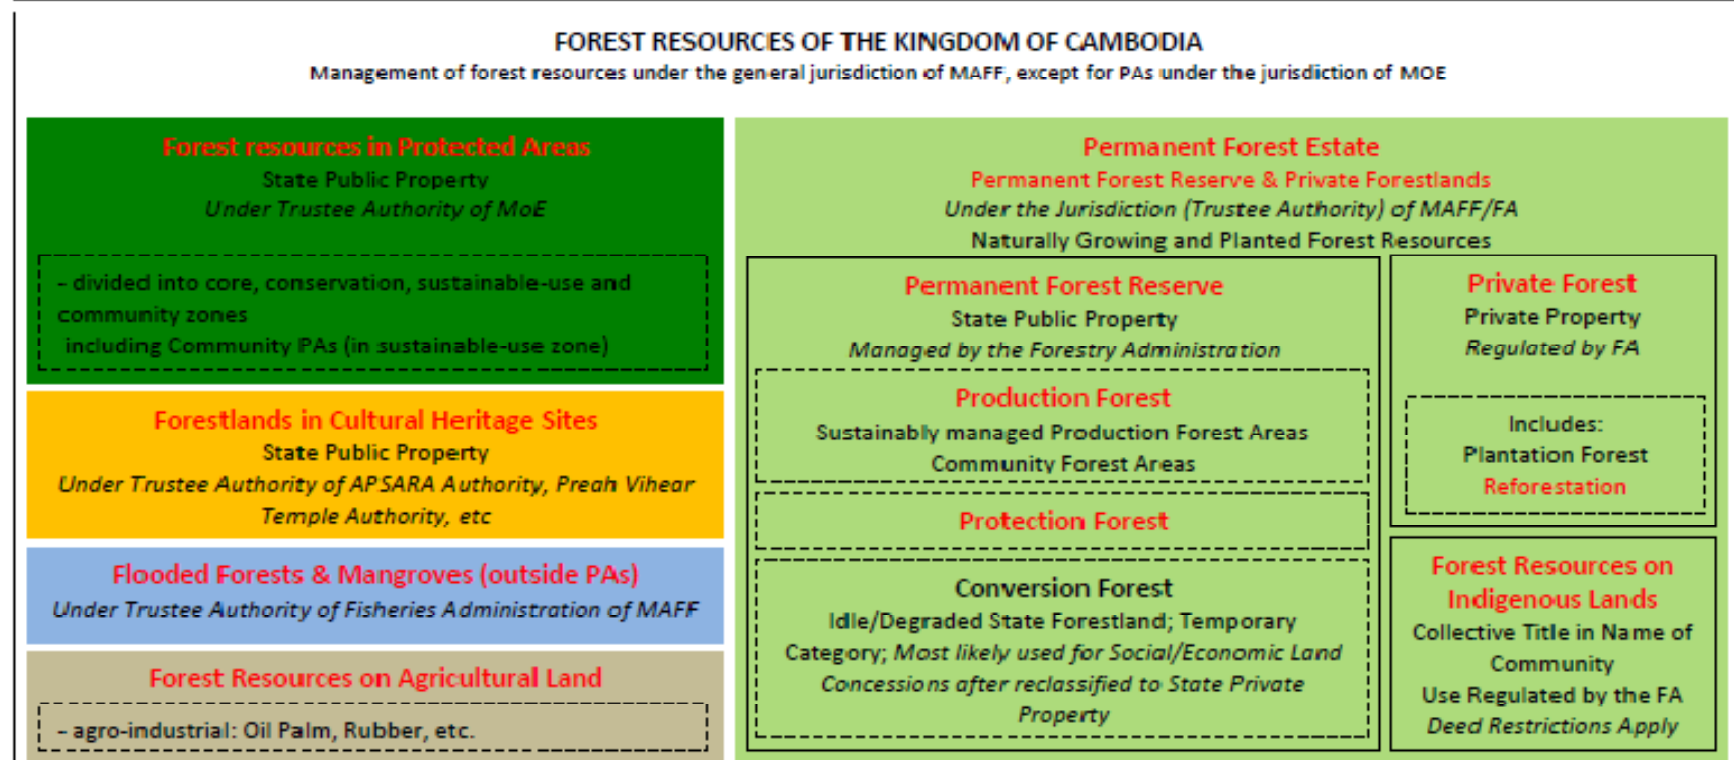 FOREST RESOURCES OF THE KINGDOM OF CAMBODIA
Management of forest resources under the general jurisdiction of MAFF, except for PAs under the jurisdiction of MOE
Forest resources in Protected Areas
State Public Property
Under Trustee Authority of MoE
- divided into core, conservation, sustainable-use and
community zones
including Community PAs (in sustainable-use zone)
Forestlands in Cultural Heritage Sites
State Public Property
Under Trustee Authority of APSARA Authority, Preah Vihear
Temple Authority, etc
Flooded Forests & Mangroves (outside PAs)
Under Trustee Authority of Fisheries Administration of MAFF
Forest Resources on Agricultural Land
- agro-industrial: Oil Palm, Rubber, etc.
Permanent Forest Estate
Permanent Forest Reserve & Private Forestlands
Under the Jurisdiction (Trustee Authority) of MAFF/FA
Naturally Growing and Planted Forest Resources
Permanent Forest Reserve
State Public Property
Managed by the Forestry Administration
Production Forest
Sustainably managed Production Forest Areas
Community Forest Areas
Protection Forest
Conversion Forest
Idle/Degraded State Forestland; Temporary
Category; Most likely used for Social/Economic Land
Concessions after reclassified to State Private
Property
Private Forest
Private Property
Regulated by FA
Includes:
Plantation Forest
Reforestation
Forest Resources on
Indigenous Lands
Collective Title in Name of
Community
Use Regulated by the FA
Deed Restrictions Apply